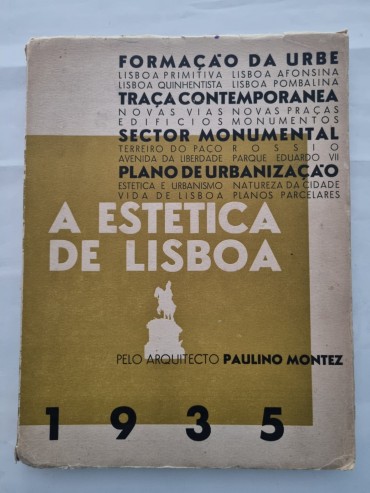 FORMAÇÃO DA URBE
LISBOA PRIMITIVA LISBOA AFONSINA
LISBOA QUINHENTISTA LISBOA POMBALINA
TRAÇA CONTEMPORANEA
NOVAS VIAS NOVAS PRAÇAS
EDIFICIOS MONUMENTOS
SECTOR MONUMENTAL
TERREIRO DO PAÇO ROSSIO
AVENIDA DA LIBERDADE PARQUE EDUARDO VII
PLANO DE URBANIZAÇÃO
ESTETICA E URBANISMO NATUREZA DA CIDADE
VIDA DE LISBOA PLANOS PARCELARES
A ESTETICA
DE LISBOA
PELO ARQUITECTO PAULINO MONTEZ
1935